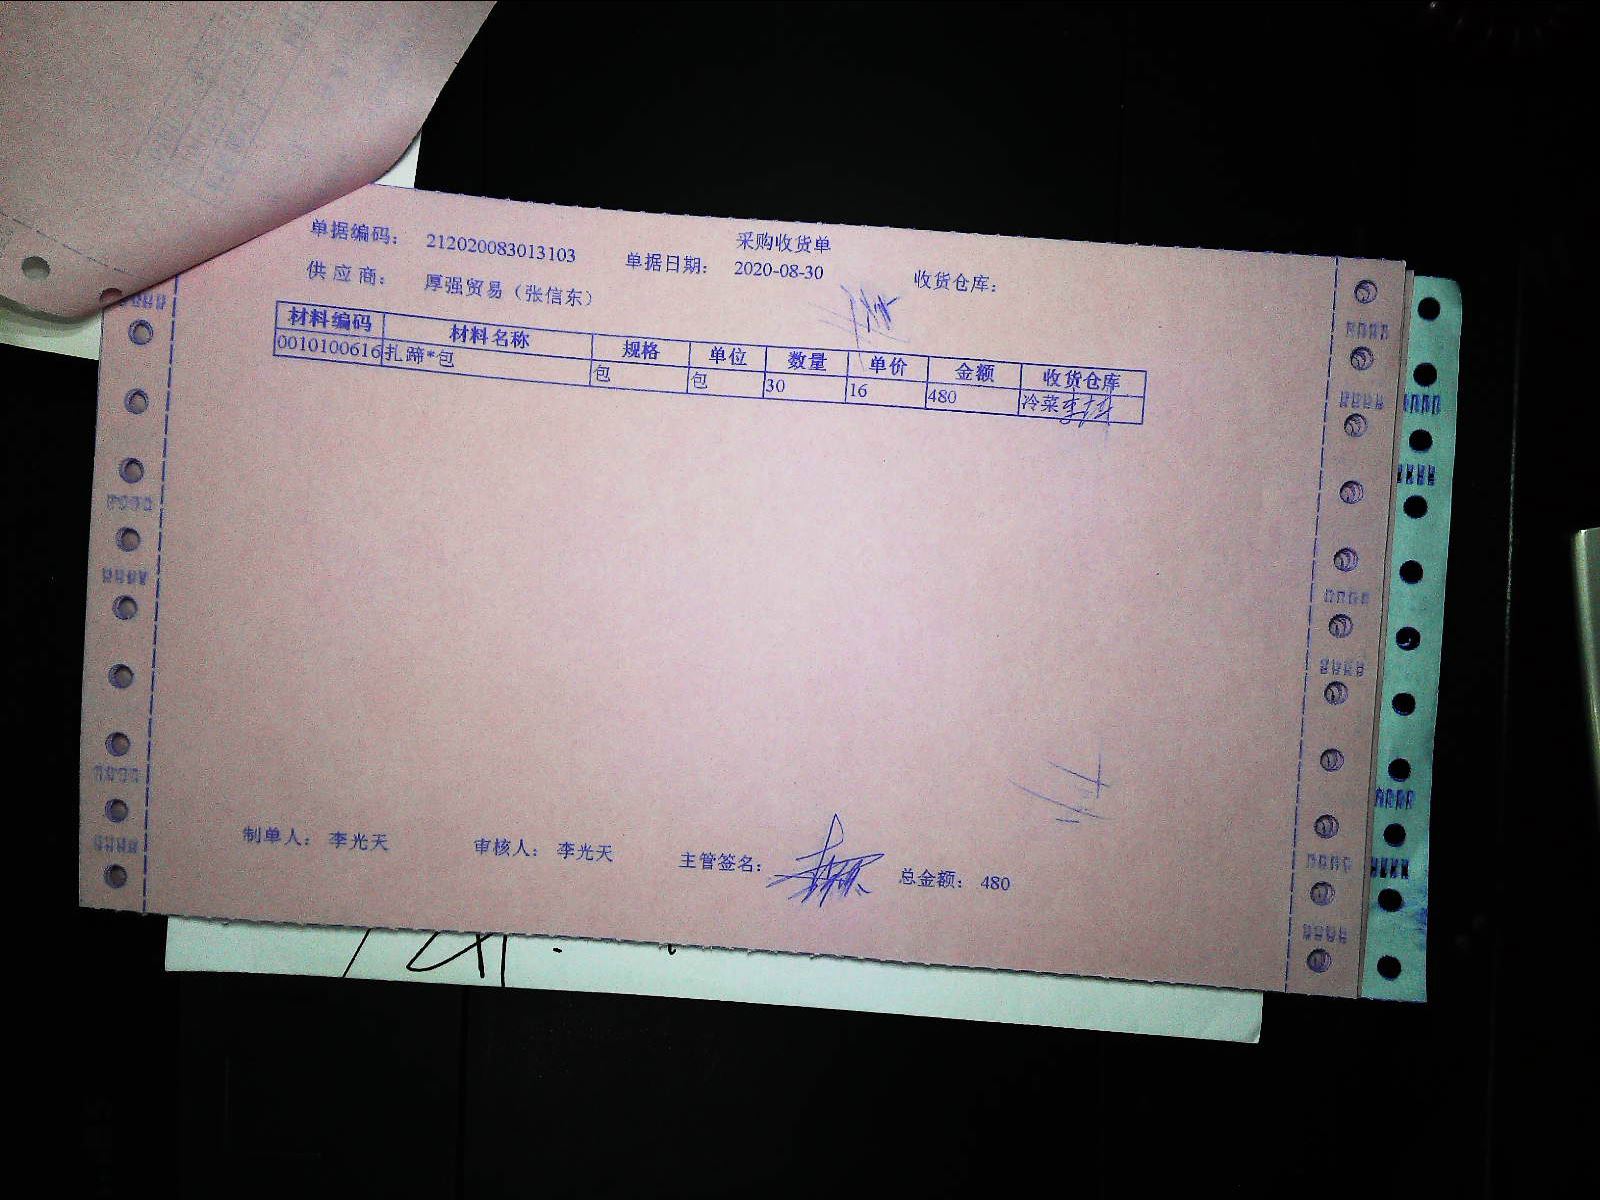 采购收货单
单据编码： 212020083013103 单据日期： 2020-08-30 收货仓库：
供应商： 厚强贸易（张信东）
材料编码 材料名称 规格 单位 数量 单价 金额 收货仓库
0010100616 扎蹄*包 包 包 30 16 480 冷菜
制单人： 李光天 审核人： 李光天 主管签名： 总金额： 480